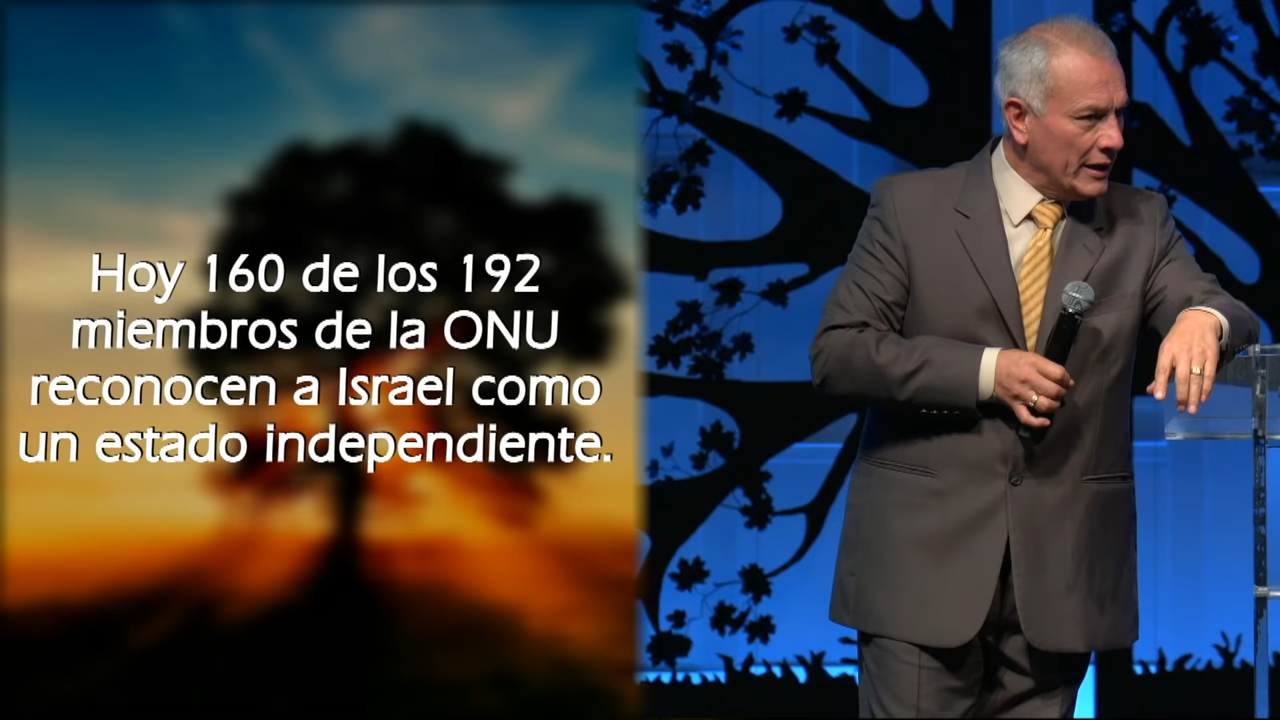 Hoy 160 de los 192
miembros de la ONU
reconocen a Israel como
un estado independiente.